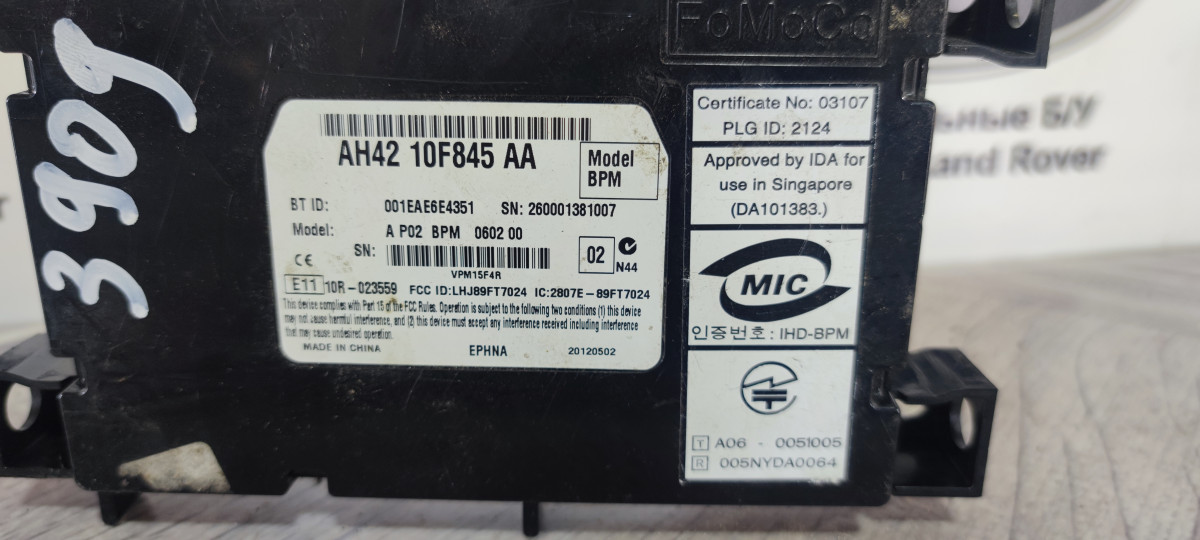 3909
FoMoCo
AH42 10F845 AA
Model
BPM
BT ID: 001EAE6E4351 SN: 260001381007
Model: A P02 BPM 0602 00
SN:
VPM15F4R
02
N44
CE
E11 10R-023559 FCC ID:LHJ89FT7024 IC:2807E-89FT7024
This device complies with Part 15 of the FCC Rules. Operation is subject to the following two conditions (1) this device
may not cause harmful interference, and (2) this device must accept any interference received including interference
that may cause undesired operation.
MADE IN CHINA EPHNA 20120502
Certificate No: 03107
PLG ID: 2124
Approved by IDA for
use in Singapore
(DA101383.)
MIC
인증번호: IHD-BPM
T A06 - 0051005
R 005NYDA0064
Б/У
Rover